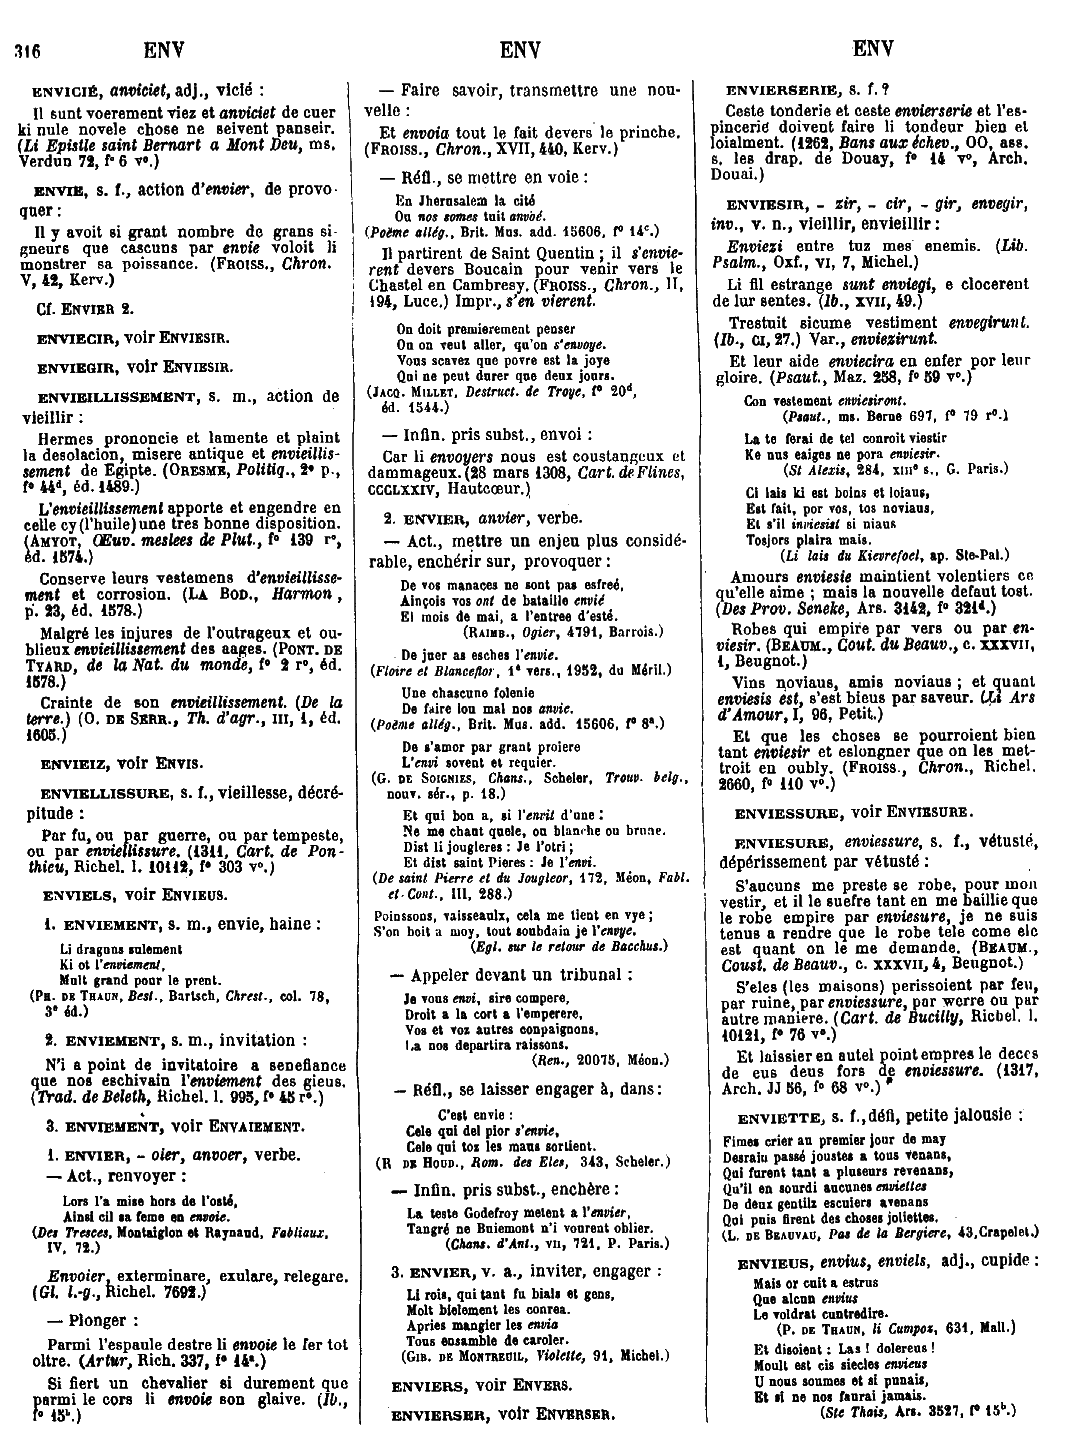 316 ENV ENV ENV
ENVICIÉ, anviciet, adj., vicié :
Il sunt voerement viez et anviciet de cuer
ki nule novele chose ne seivent panseir.
(Li Epistle saint Bernart a Mont Deu, ms.
Verdun 72, f° 6 v°.)
ENVIE, s. f., action d'envier, de provo-
quer :
Il y avoit si grant nombre de grans si-
gneurs que cascuns par envie voloit li
monstrer sa poissance. (FROISS., Chron.
V, 42, Kerv.)
Cf. ENVIER 2.
ENVIECIR, voir ENVIESIR.
ENVIEGIR, voir ENVIESIR.
ENVIEILLISSEMENT, s. m., action de
vieillir :
Hermes prononcie et lamente et plaint
la desolacion, misere antique et envieillis-
sement de Egipte. (ORESME, Politiq., 2e p.,
f° 44d, éd. 1489.)
L'envieillissement apporte et engendre en
celle cy (l'huile) une tres bonne disposition.
(AMYOT, Œuv. meslees de Plut., f° 139 r°,
éd. 1574.)
Conserve leurs vestemens d'envieillisse-
ment et corrosion. (LA BOD., Harmon,
p. 23, éd. 1578.)
Malgré les injures de l'outrageux et ou-
blieux envieillissement des aages. (PONT. DE
TYARD, de la Nat. du monde, f° 2 r°, éd.
1578.)
Crainte de son envieillissement. (De la
terre.) (O. DE SERR., Th. d'agr., III, 1, éd.
1605.)
ENVIEIZ, voir ENVIS.
ENVIELLISSURE, s. f., vieillesse, décré-
pitude :
Par fu, ou par guerre, ou par tempeste,
ou par enviellissure. (1311, Cart. de Pon-
thieu, Richel. l. 10112, f° 303 v°.)
ENVIELS, voir ENVIEUS.
1. ENVIEMENT, s. m., envie, haine :
Li dragons sulement
Ki ot l'enviement,
Mult grand pour le prent.
(PH. DE THAUN, Best., Bartsch, Chrest., col. 78,
3e éd.)
2. ENVIEMENT, s. m., invitation :
N'i a point de invitatoire a senefiance
que nos eschivain l'enviement des gieus.
(Trad. de Beleth, Richel. l. 995, f° 45 r°.)
3. ENVIEMENT, voir ENVAIEMENT.
1. ENVIER, - oier, anvoer, verbe.
— Act., renvoyer :
Lors l'a mise hors de l'osté,
Ainsi cil sa feme en envoie.
(Des Tresces, Montaiglon et Raynaud, Fabliaux,
IV, 72.)
Envoier, exterminare, exulare, relegare.
(Gl. l.-g., Richel. 7692.)
— Plonger :
Parmi l'espaule destre li envoie le fer tot
oltre. (Artur, Rich. 337, f° 14a.)
Si fiert un chevalier si durement que
parmi le cors li envoie son glaive. (Ib.,
f° 15b.)
— Faire savoir, transmettre une nou-
velle :
Et envoia tout le fait devers le prinche.
(FROISS., Chron., XVII, 440, Kerv.)
— Réfl., se mettre en voie :
En Jherusalem la cité
Ou nos somes tuit anvoé.
(Poème allég., Brit. Mus. add. 15606, f° 14c.)
Il partirent de Saint Quentin ; il s'envie-
rent devers Boucain pour venir vers le
Chastel en Cambresy. (FROISS., Chron., II,
194, Luce.) Impr., s'en vierent.
On doit premierement penser
Ou on veut aller, qu'on s'envoye.
Vous scavez que povre est la joye
Qui ne peut durer que deux jours.
(JACQ. MILLET, Destruct. de Troye, f° 20d,
éd. 1544.)
— Infin. pris subst., envoi :
Car li envoyers nous est coustangeux et
dammageux. (28 mars 1308, Cart. de Flines,
CCCLXXIV, Hautcœur.)
2. ENVIER, anvier, verbe.
— Act., mettre un enjeu plus considé-
rable, enchérir sur, provoquer :
De vos manaces ne sont pas esfreé,
Ainçois vos ont de bataille envié
El mois de mai, a l'entree d'esté.
(RAIMB., Ogier, 4791, Barrois.)
De juer as esches l'envie.
(Floire et Blanceflor, 1e vers., 1952, du Méril.)
Une chascune folenie
De faire lou mal nos anvie.
(Poème allég., Brit. Mus. add. 15606, f° 8a.)
De s'amor par grant proiere
L'envi sovent et requier.
(G. DE SOIGNIES, Chans., Scheler, Trouv. belg.,
nouv. sér., p. 18.)
Et qui bon a, si l'enrit d'une :
Ne me chaut quele, ou blanche ou brune.
Dist li jougleres : Je l'otri ;
Et dist saint Pieres : Je l'envi.
(De saint Pierre et du Jougleor, 172, Méon, Fabl.
et Cont., III, 288.)
Poinssons, vaisseaulx, cela me tient en vye ;
S'on boit a moy, tout soubdain je l'envye.
(Egl. sur le retour de Bacchus.)
— Appeler devant un tribunal :
Je vous envi, sire compere,
Droit a la cort a l'emperere,
Vos et voz autres conpaignons,
La nos departira raissons.
(Ren., 20075, Méon.)
— Réfl., se laisser engager à, dans :
C'est envie :
Cele qui del pior s'envie,
Cele qui toz les maus sortient.
(R DE HOUD., Rom. des Eles, 343, Scheler.)
— Infin. pris subst., enchère :
La teste Godefroy metent a l'envier,
Tangré ne Buiemont n'i vourent oblier.
(Chans. d'Ant., VII, 721, P. Paris.)
3. ENVIER, v. a., inviter, engager :
Li rois, qui tant fu bials et gens,
Molt bielement les conrea.
Apries mangier les envia
Tous ensamble de caroler.
(GIB. DE MONTREUIL, Violette, 91, Michel.)
ENVIERS, voir ENVERS.
ENVIERSER, voir ENVERSER.
ENVIERSERIE, s. f. ?
Ceste tonderie et ceste envierserie et l'es-
pincerie doivent faire li tondeur bien et
loialment. (1262, Bans aux échev., OO, ass.
s. les drap. de Douay, f° 14 v°, Arch.
Douai.)
ENVIESIR, - zir, - cir, - gir, envegir,
inv., v. n., vieillir, envieillir :
Enviezi entre tuz mes enemis. (Lib.
Psalm., Oxf., VI, 7, Michel.)
Li fil estrange sunt enviegi, e clocerent
de lur sentes. (Ib., XVII, 49.)
Trestuit sicume vestiment envegirunt.
(Ib., CI, 27.) Var., enviezirunt.
Et leur aide enviecira en enfer por leur
gloire. (Psaut., Maz. 258, f° 59 v°.)
Con vestement enviesiront.
(Psaut., ms. Berne 697, f° 79 r°.)
La te ferai de tel conroit viestir
Ke nus eaiges ne pora enviesir.
(St Alexis, 284, XIIIe s., G. Paris.)
Ci lais ki est boins et loiaus,
Est fait, por vos, tos noviaus,
Et s'il inviesist si niaus
Tosjors plaira mais.
(Li lais du Kievrefoel, ap. Ste-Pal.)
Amours enviesie maintient volentiers ce
qu'elle aime ; mais la nouvelle defaut tost.
(Des Prov. Seneke, Ars. 3142, f° 321d.)
Robes qui empire par vers ou par en-
viesir. (BEAUM., Cout. du Beauv., c. XXXVII,
1, Beugnot.)
Vins noviaus, amis noviaus ; et quant
enviesis est, s'est bieus par saveur. (Li Ars
d'Amour, I, 96, Petit.)
Et que les choses se pourroient bien
tant enviesir et eslongner que on les met-
troit en oubly. (FROISS., Chron., Richel.
2660, f° 110 v°.)
ENVIESSURE, voir ENVIESURE.
ENVIESURE, enviessure, s. f., vétusté,
dépérissement par vétusté :
S'aucuns me preste se robe, pour mon
vestir, et il le suefre tant en me baillie que
le robe empire par enviesure, je ne suis
tenus a rendre que le robe tele come ele
est quant on le me demande. (BEAUM.,
Coust. de Beauv., c. XXXVII, 4, Beugnot.)
S'eles (les maisons) perissoient par feu,
par ruine, par enviessure, por werre ou par
autre maniere. (Cart. de Bucilly, Richel. l.
10121, f° 76 v°.)
Et laissier en autel point empres le deces
de eus deus fors de enviessure. (1317,
Arch. JJ 56, f° 68 v°.)
ENVIETTE, s. f., défi, petite jalousie :
Fimes crier au premier jour de may
Desrain passé joustes a tous venans,
Qui furent tant a pluseurs revenans,
Qu'il en sourdi aucunes enviettes
De deux gentilz escuiers avenans
Qui puis firent des choses joliettes.
(L. DE BEAUVAU, Pas de la Bergiere, 43, Crapelet.)
ENVIEUS, envius, enviels, adj., cupide :
Mais or cuit a estrus
Que alcun envius
Le voldrat cuntredire.
(P. DE THAUN, li Cumpoz, 631, Mall.)
Et disoient : Las ! dolereus !
Moult est cis siecles envieus
U nous soumes et si punais,
Et si ne nos faurai jamais.
(Ste Thais, Ars. 3527, f° 15b.)